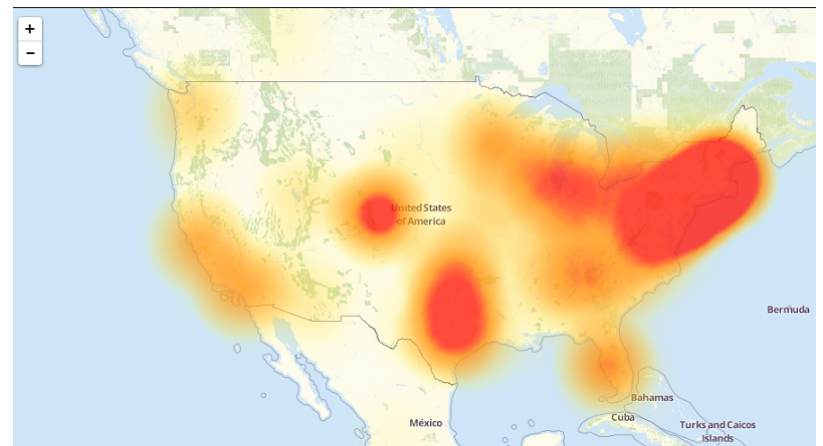 +
−
United States
of America
Bermuda
Bahamas
México
Cuba
Turks and Caicos
Islands